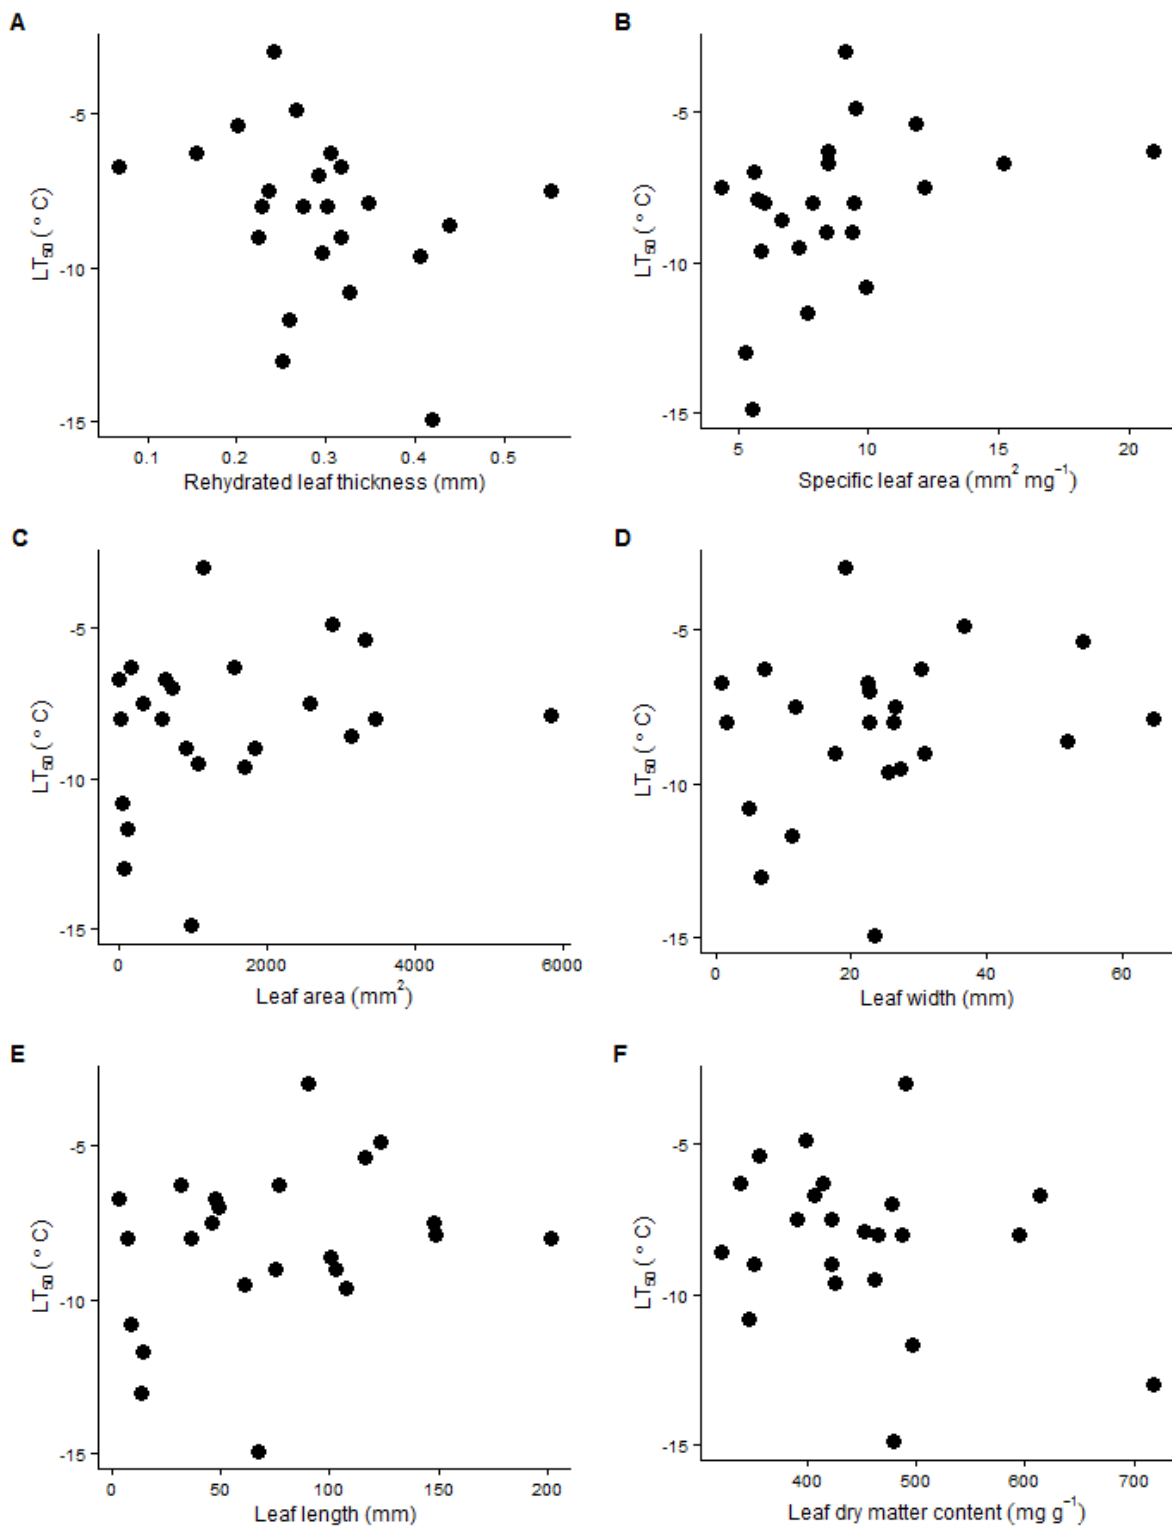 A
B
-5
-10
-15
LT50 ( ° C)
0.1 0.2 0.3 0.4 0.5
Rehydrated leaf thickness (mm)
-5
-10
-15
LT50 ( ° C)
5 10 15 20
Specific leaf area (mm² mg⁻¹)
C
D
-5
-10
-15
LT50 ( ° C)
0 2000 4000 6000
Leaf area (mm²)
-5
-10
-15
LT50 ( ° C)
0 20 40 60
Leaf width (mm)
E
F
-5
-10
-15
LT50 ( ° C)
0 50 100 150 200
Leaf length (mm)
-5
-10
-15
LT50 ( ° C)
400 500 600 700
Leaf dry matter content (mg g⁻¹)